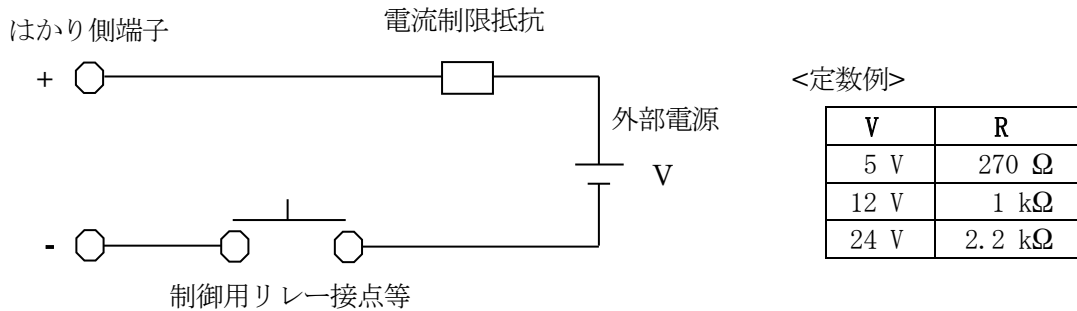 はかり側端子
電流制限抵抗
+
<定数例>
外部電源
V
-
制御用リレー接点等
V R
5 V 270 Ω
12 V 1 kΩ
24 V 2.2 kΩ